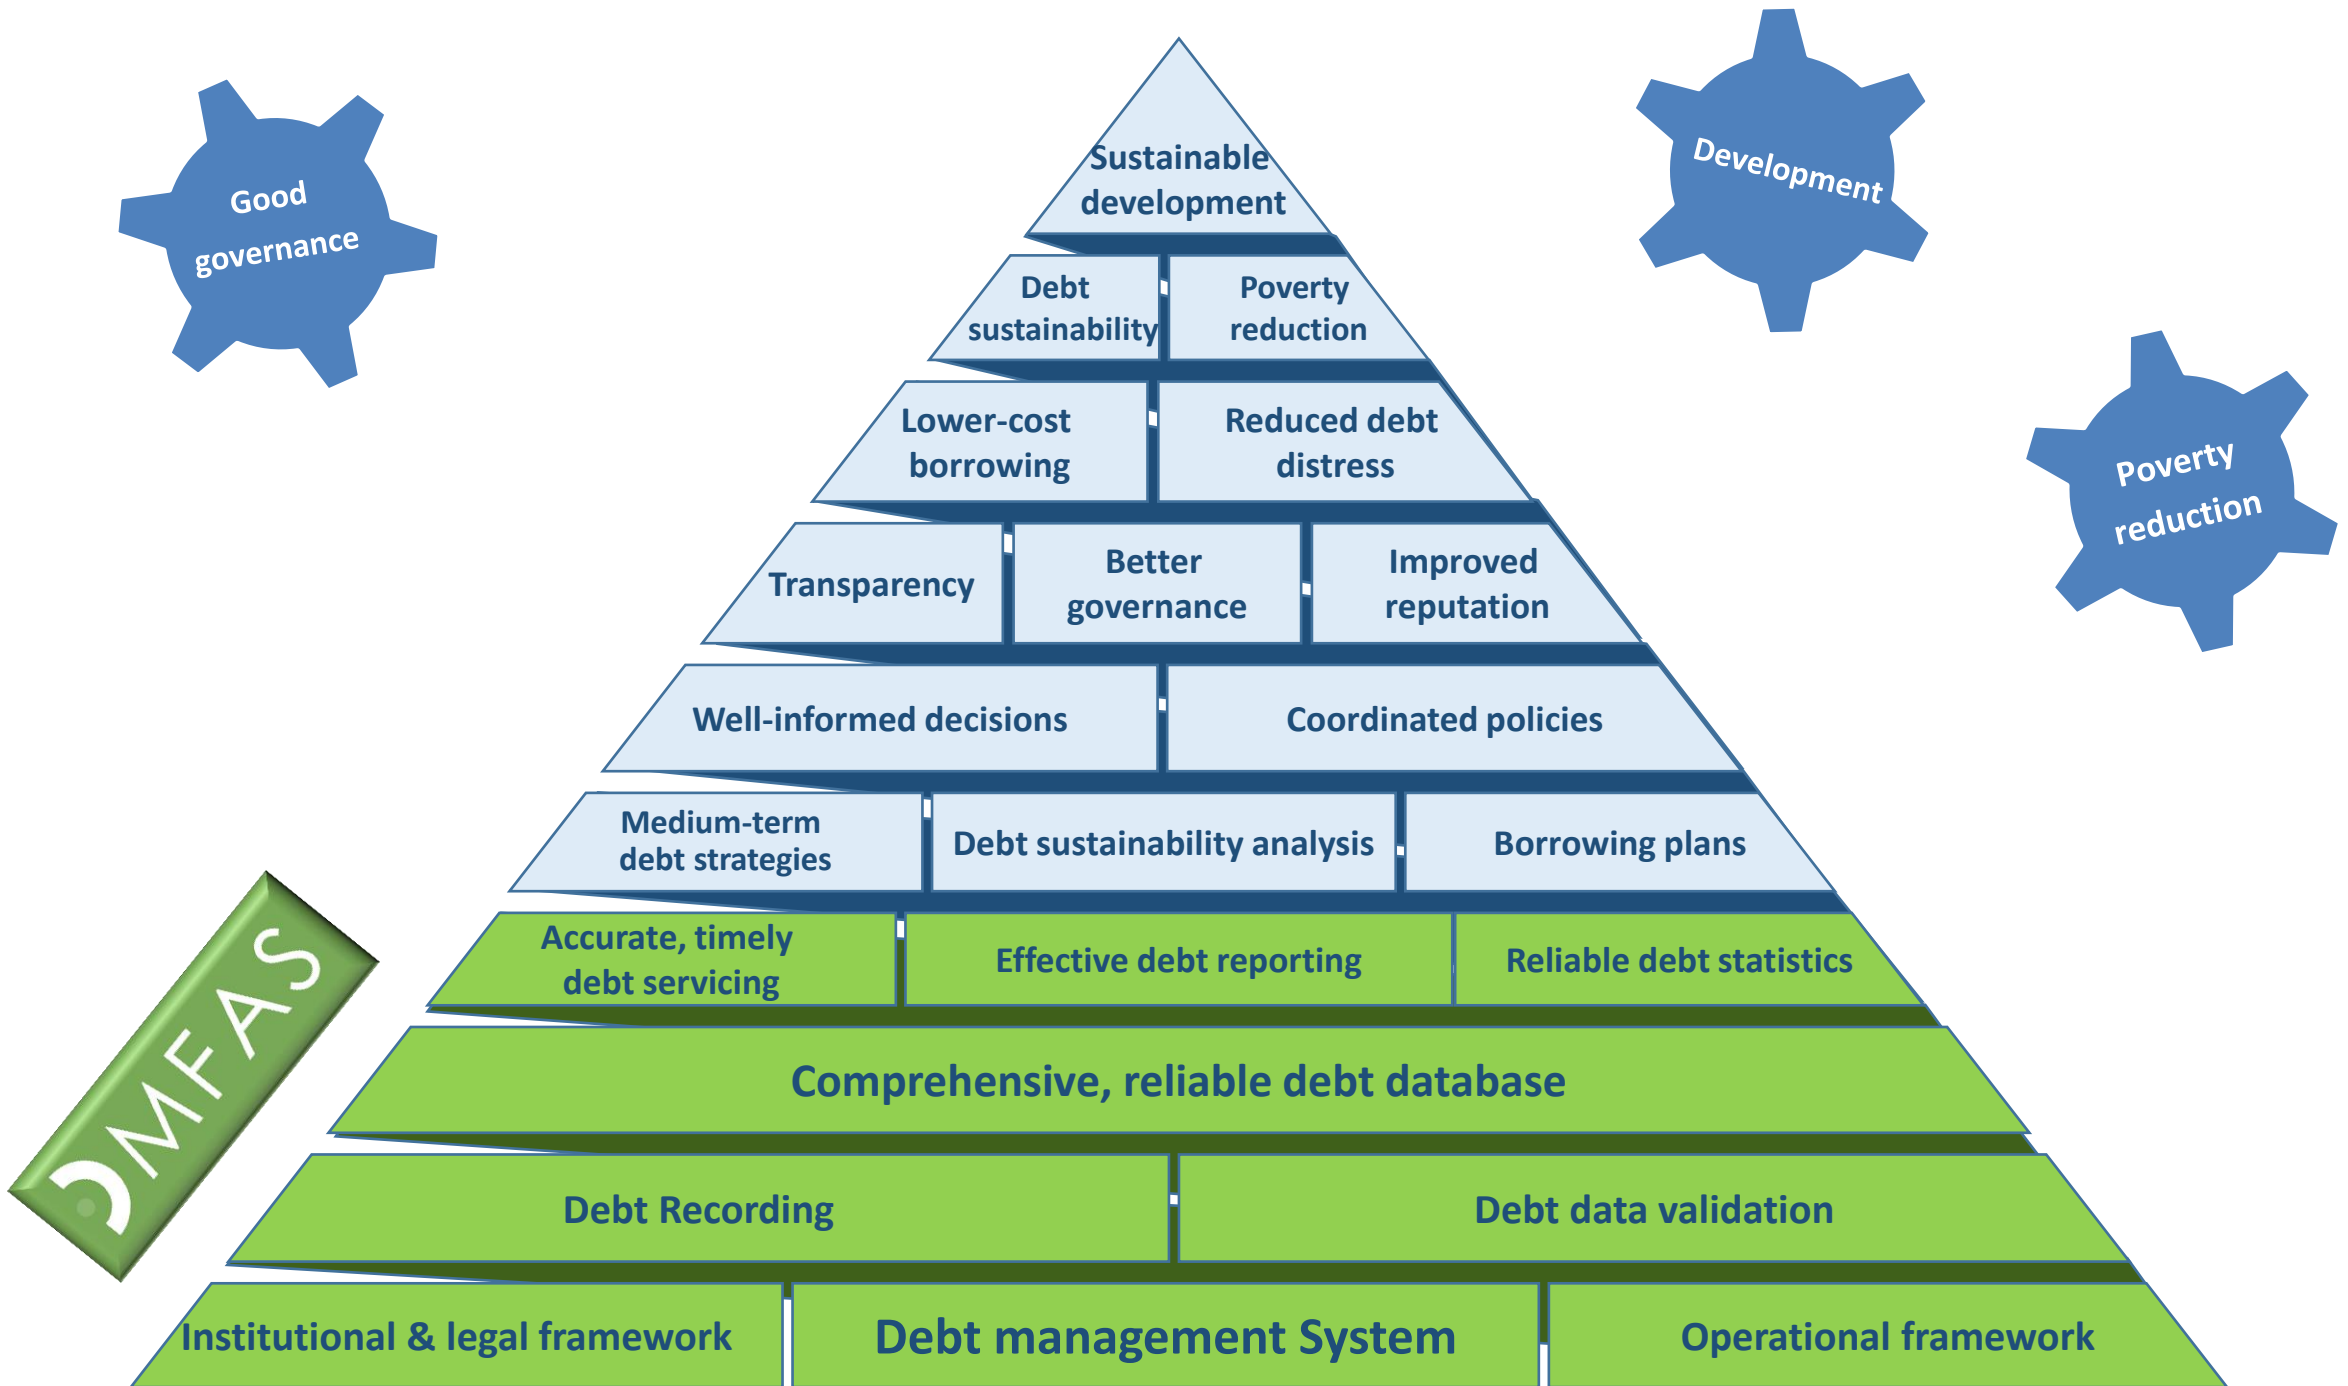 Good
governance
Development
Poverty
reduction
Sustainable
development
Debt
sustainability
Poverty
reduction
Lower-cost
borrowing
Reduced debt
distress
Transparency
Better
governance
Improved
reputation
Well-informed decisions
Coordinated policies
Medium-term
debt strategies
Debt sustainability analysis
Borrowing plans
Accurate, timely
debt servicing
Effective debt reporting
Reliable debt statistics
DMFAS
Comprehensive, reliable debt database
Debt Recording
Debt data validation
Institutional & legal framework
Debt management System
Operational framework